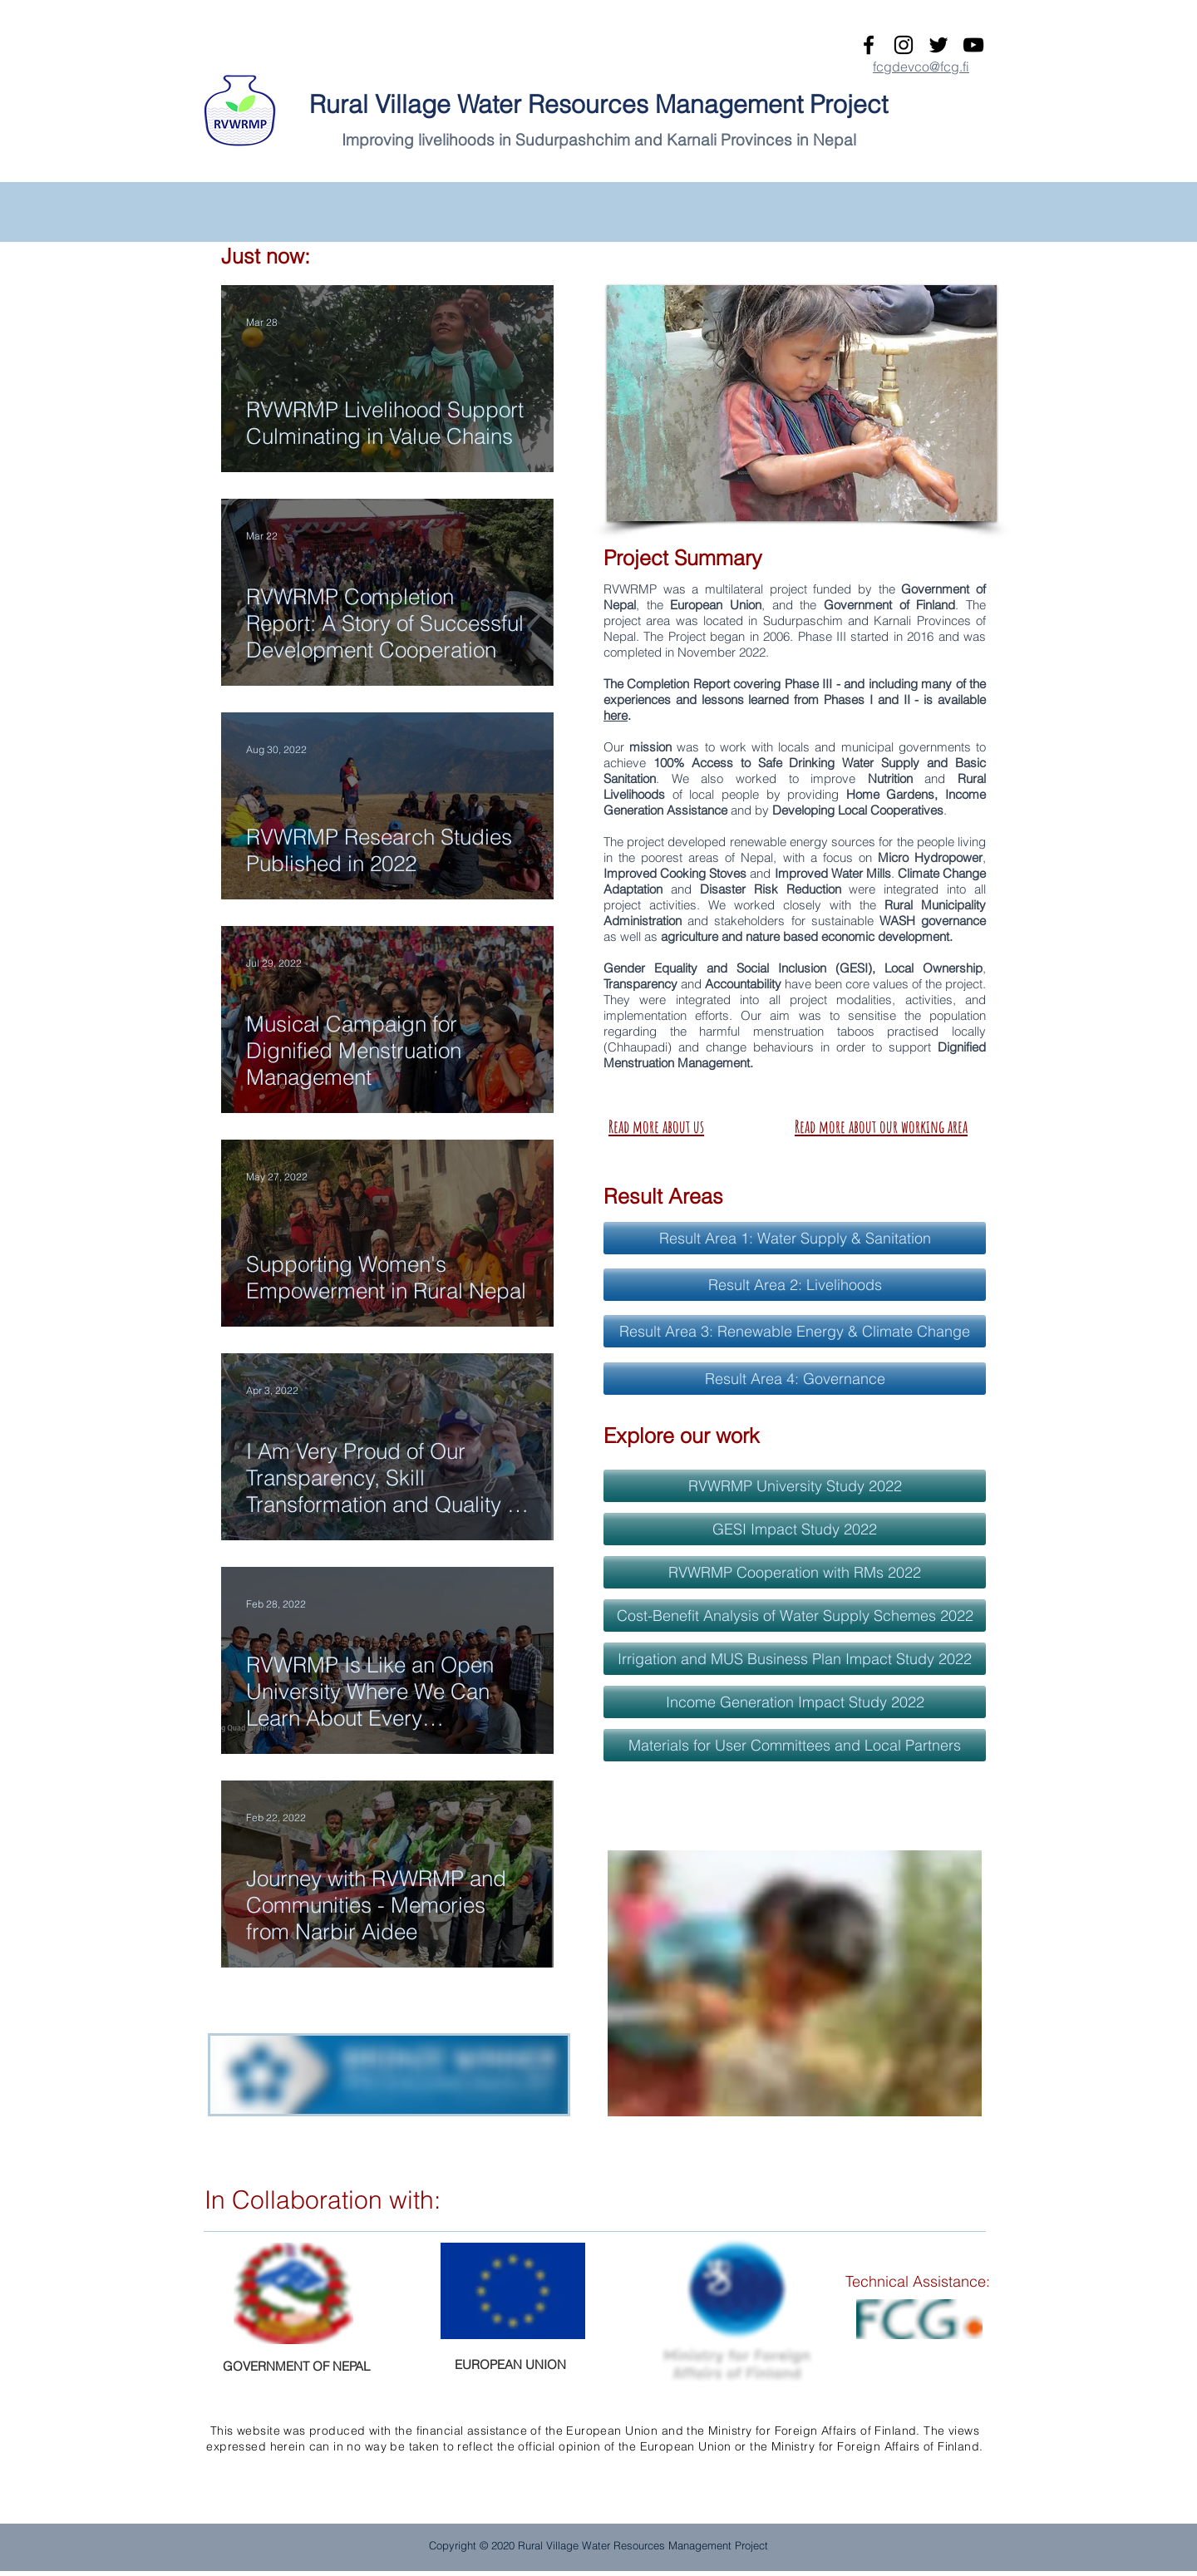 fcgdevco@fcg.fi
RVWRMP
Rural Village Water Resources Management Project
Improving livelihoods in Sudurpashchim and Karnali Provinces in Nepal
Just now:
Mar 28
RVWRMP Livelihood Support
Culminating in Value Chains
Mar 22
RVWRMP Completion
Report: A Story of Successful
Development Cooperation
Aug 30, 2022
RVWRMP Research Studies
Published in 2022
Jul 29, 2022
Musical Campaign for
Dignified Menstruation
Management
May 27, 2022
Supporting Women's
Empowerment in Rural Nepal
Apr 3, 2022
I Am Very Proud of Our
Transparency, Skill
Transformation and Quality ...
Feb 28, 2022
RVWRMP Is Like an Open
University Where We Can
Learn About Every...
Feb 22, 2022
Journey with RVWRMP and
Communities - Memories
from Narbir Aidee
Project Summary
RVWRMP was a multilateral project funded by the Government of
Nepal, the European Union, and the Government of Finland. The
project area was located in Sudurpaschim and Karnali Provinces of
Nepal. The Project began in 2006. Phase III started in 2016 and was
completed in November 2022.
The Completion Report covering Phase III - and including many of the
experiences and lessons learned from Phases I and II - is available
here.
Our mission was to work with locals and municipal governments to
achieve 100% Access to Safe Drinking Water Supply and Basic
Sanitation. We also worked to improve Nutrition and Rural
Livelihoods of local people by providing Home Gardens, Income
Generation Assistance and by Developing Local Cooperatives.
The project developed renewable energy sources for the people living
in the poorest areas of Nepal, with a focus on Micro Hydropower,
Improved Cooking Stoves and Improved Water Mills. Climate Change
Adaptation and Disaster Risk Reduction were integrated into all
project activities. We worked closely with the Rural Municipality
Administration and stakeholders for sustainable WASH governance
as well as agriculture and nature based economic development.
Gender Equality and Social Inclusion (GESI), Local Ownership,
Transparency and Accountability have been core values of the project.
They were integrated into all project modalities, activities, and
implementation efforts. Our aim was to sensitise the population
regarding the harmful menstruation taboos practised locally
(Chhaupadi) and change behaviours in order to support Dignified
Menstruation Management.
Read more about us
Read more about our working area
Result Areas
Result Area 1: Water Supply & Sanitation
Result Area 2: Livelihoods
Result Area 3: Renewable Energy & Climate Change
Result Area 4: Governance
Explore our work
RVWRMP University Study 2022
GESI Impact Study 2022
RVWRMP Cooperation with RMs 2022
Cost-Benefit Analysis of Water Supply Schemes 2022
Irrigation and MUS Business Plan Impact Study 2022
Income Generation Impact Study 2022
Materials for User Committees and Local Partners
In Collaboration with:
GOVERNMENT OF NEPAL
EUROPEAN UNION
Ministry for Foreign
Affairs of Finland
Technical Assistance:
FCG
This website was produced with the financial assistance of the European Union and the Ministry for Foreign Affairs of Finland. The views
expressed herein can in no way be taken to reflect the official opinion of the European Union or the Ministry for Foreign Affairs of Finland.
Copyright © 2020 Rural Village Water Resources Management Project